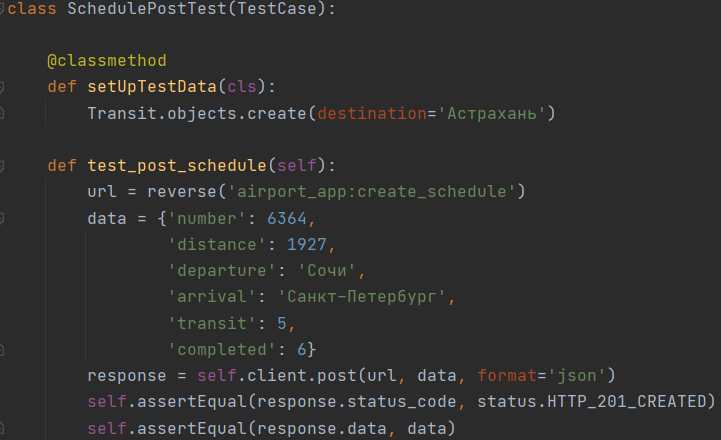 class SchedulePostTest(TestCase):
@classmethod
def setUpTestData(cls):
Transit.objects.create(destination='Астрахань')
def test_post_schedule(self):
url = reverse('airport_app:create_schedule')
data = {'number': 6364,
'distance': 1927,
'departure': 'Сочи',
'arrival': 'Санкт-Петербург',
'transit': 5,
'completed': 6}
response = self.client.post(url, data, format='json')
self.assertEqual(response.status_code, status.HTTP_201_CREATED)
self.assertEqual(response.data, data)